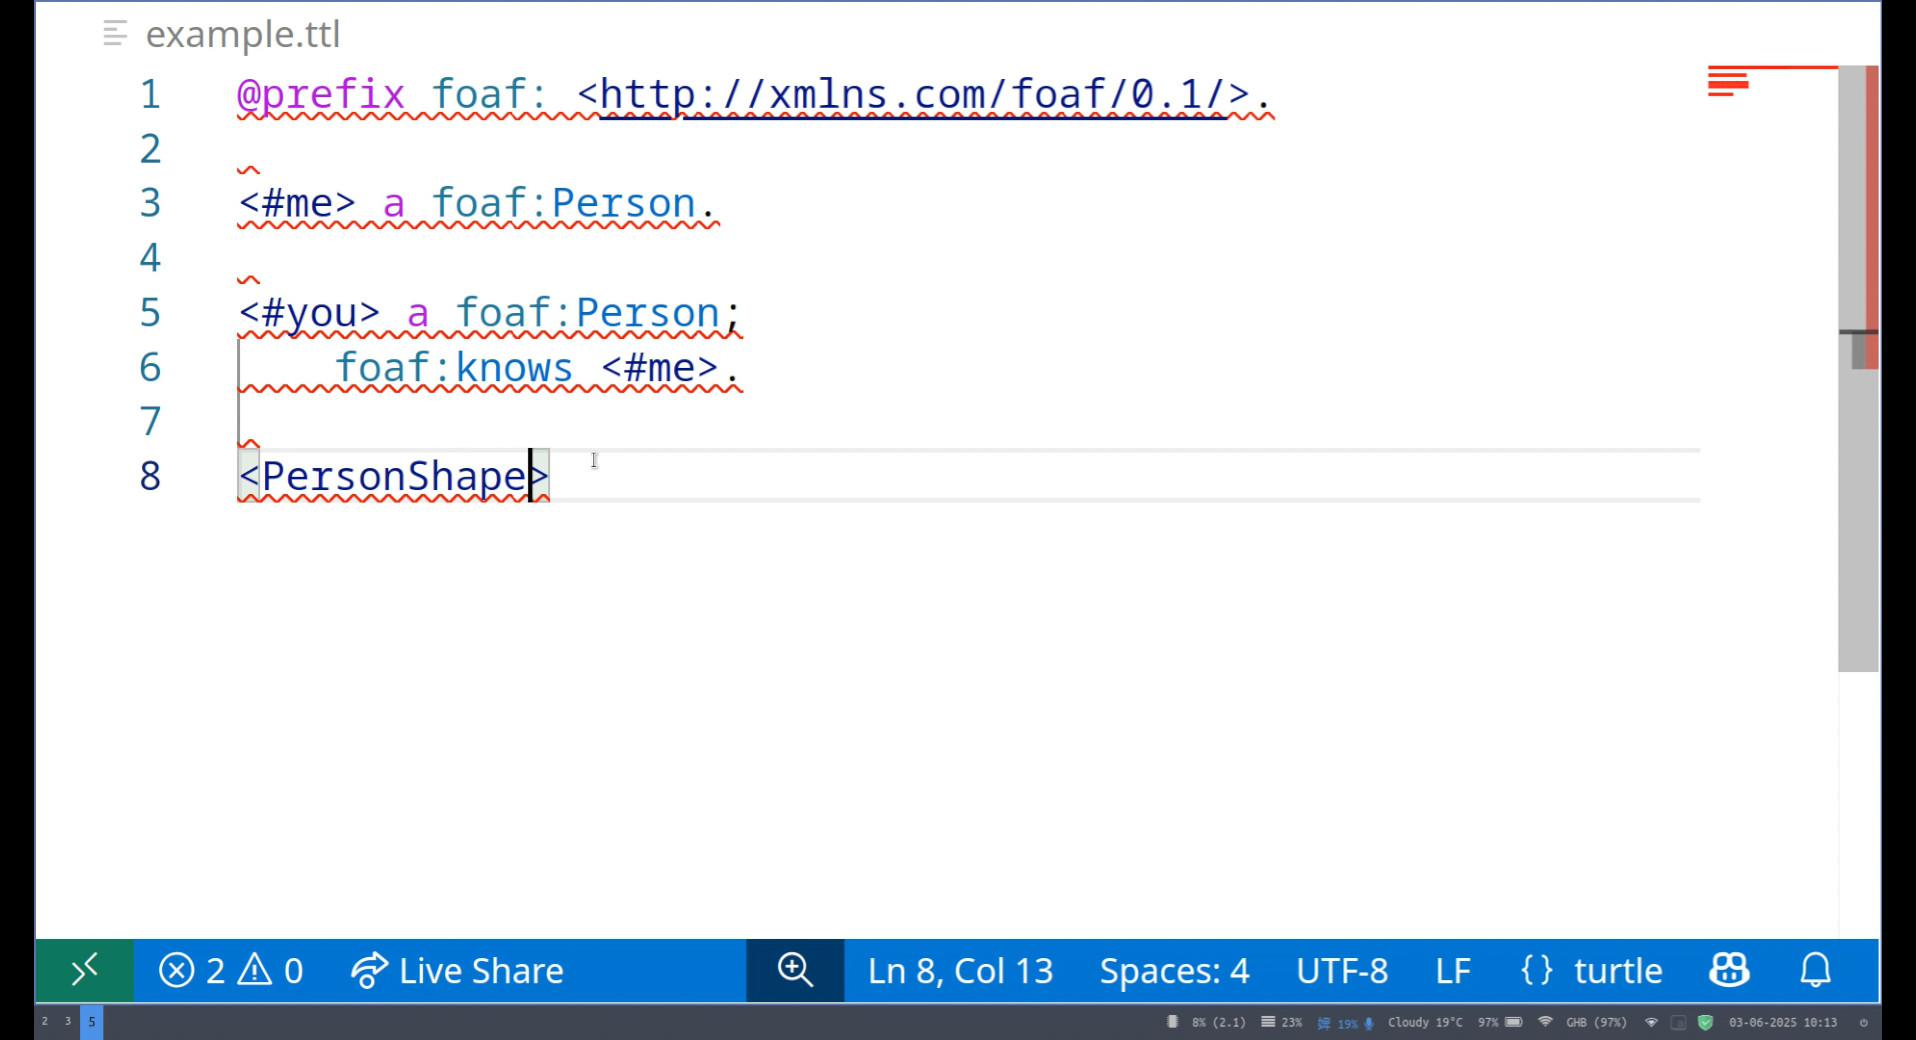 example.ttl
1 @prefix foaf: <http://xmlns.com/foaf/0.1/>.
2
3 <#me> a foaf:Person.
4
5 <#you> a foaf:Person;
6 foaf:knows <#me>.
7
8 <PersonShape>
2 0 Live Share Ln 8, Col 13 Spaces: 4 UTF-8 LF {} turtle
2 3 5 8% (2.1) 23% 19% Cloudy 19°C 97% GHB (97%) 03-06-2025 10:13